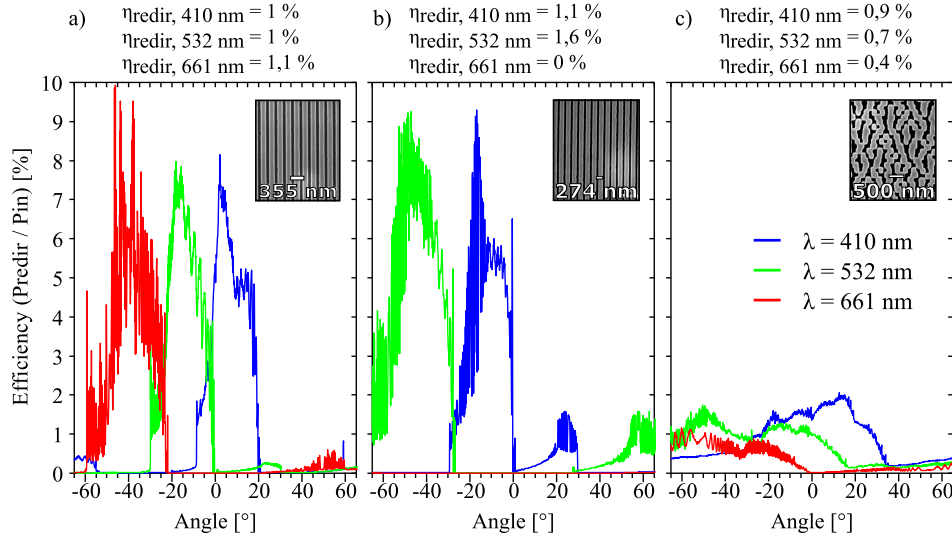 a)
ηredir, 410 nm = 1 %
ηredir, 532 nm = 1 %
ηredir, 661 nm = 1,1 %
b)
ηredir, 410 nm = 1,1 %
ηredir, 532 nm = 1,6 %
ηredir, 661 nm = 0 %
c)
ηredir, 410 nm = 0,9 %
ηredir, 532 nm = 0,7 %
ηredir, 661 nm = 0,4 %
Efficiency (Predir / Pin) [%]
10
9
8
7
6
5
4
3
2
1
0
355 nm
274 nm
500 nm
λ = 410 nm
λ = 532 nm
λ = 661 nm
-60 -40 -20 0 20 40 60
-60 -40 -20 0 20 40 60
-60 -40 -20 0 20 40 60
Angle [°]
Angle [°]
Angle [°]